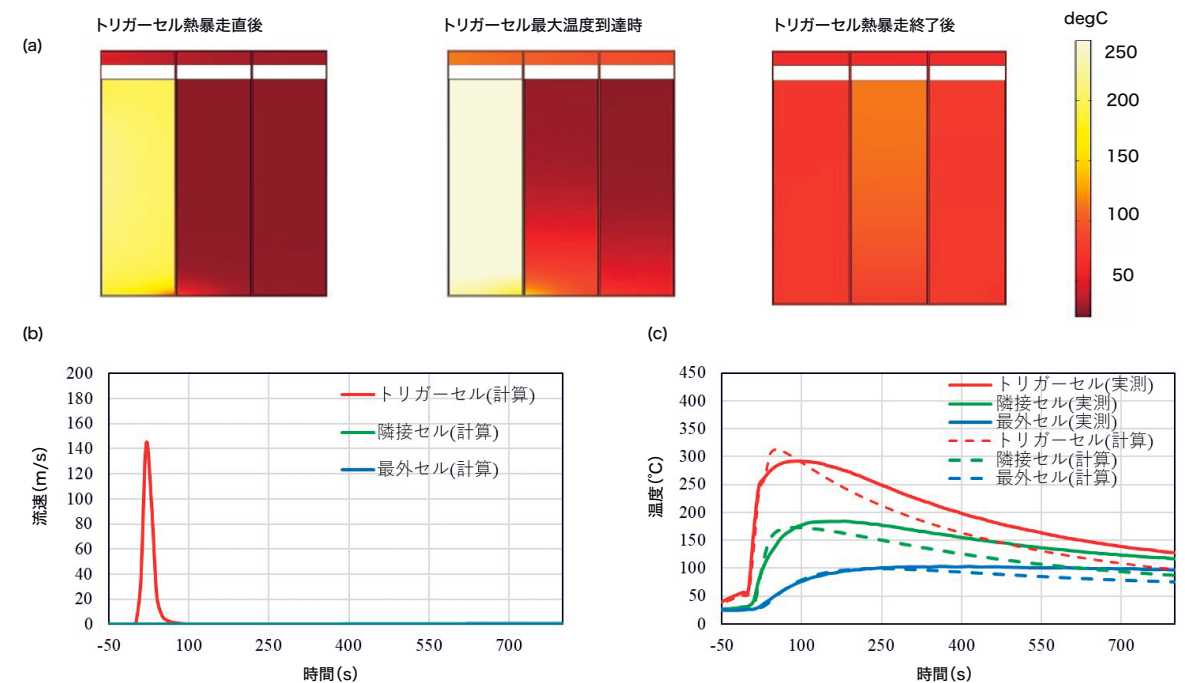 トリガーセル熱暴走直後
トリガーセル最大温度到達時
トリガーセル熱暴走終了後
degC
(a)
250
200
150
100
50
(b)
200
180
160
140
120
100
80
60
40
20
0
-50
100
250
400
550
700
流速(m/s)
時間(s)
トリガーセル(計算)
隣接セル(計算)
最外セル(計算)
(c)
450
400
350
300
250
200
150
100
50
0
-50
100
250
400
550
700
温度(℃)
時間(s)
トリガーセル(実測)
隣接セル(実測)
最外セル(実測)
トリガーセル(計算)
隣接セル(計算)
最外セル(計算)